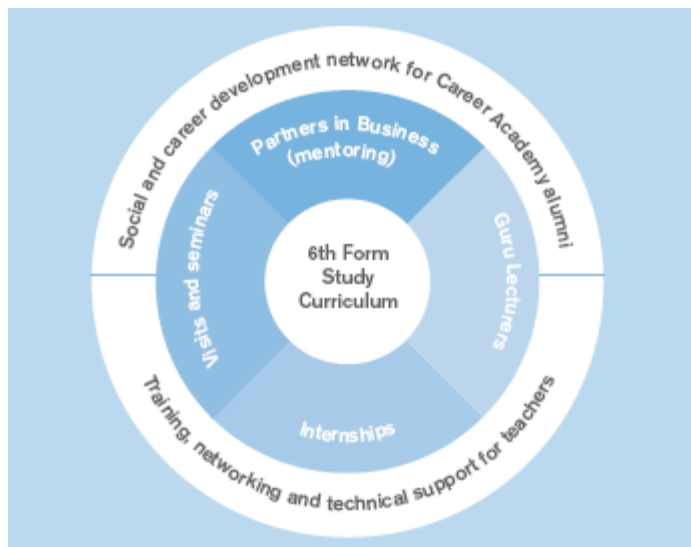 Social and career development network for Career Academy alumni
Partners in Business
(mentoring)
Visits and seminars
6th Form
Study
Curriculum
Guru Lecturers
Internships
Training, networking and technical support for teachers